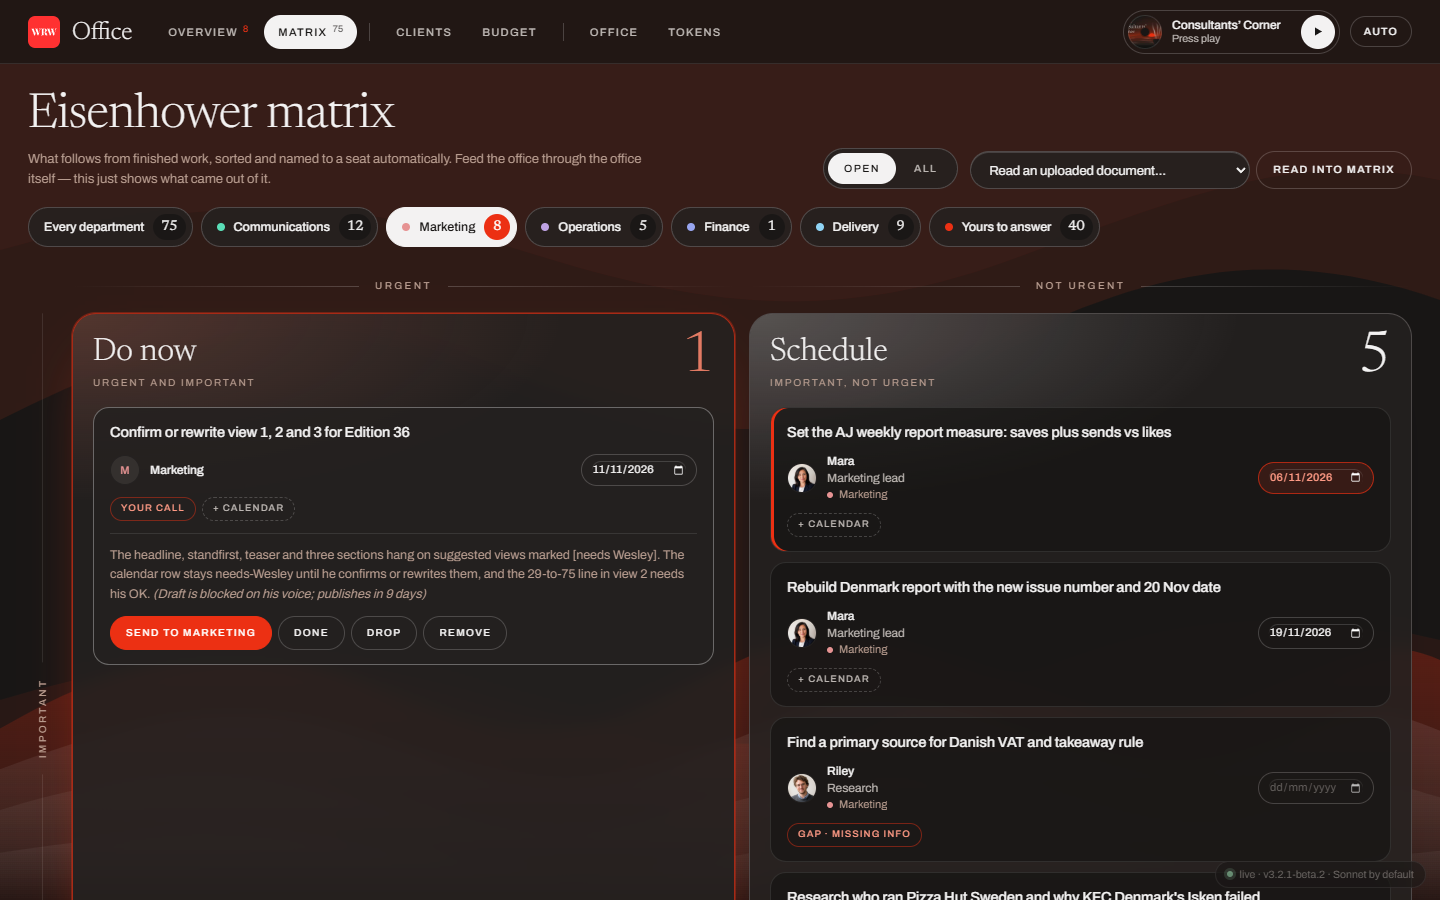 WRW Office OVERVIEW 8 MATRIX 75 CLIENTS BUDGET OFFICE TOKENS
Consultants' Corner
Press play
AUTO
Eisenhower matrix
What follows from finished work, sorted and named to a seat automatically. Feed the office through the office
itself — this just shows what came out of it.
OPEN ALL Read an uploaded document... READ INTO MATRIX
Every department 75 Communications 12 Marketing 8 Operations 5 Finance 1 Delivery 9 Yours to answer 40
URGENT
NOT URGENT
IMPORTANT
Do now 1
URGENT AND IMPORTANT
Confirm or rewrite view 1, 2 and 3 for Edition 36
M Marketing 11/11/2026
YOUR CALL + CALENDAR
The headline, standfirst, teaser and three sections hang on suggested views marked [needs Wesley]. The
calendar row stays needs-Wesley until he confirms or rewrites them, and the 29-to-75 line in view 2 needs
his OK. (Draft is blocked on his voice; publishes in 9 days)
SEND TO MARKETING DONE DROP REMOVE
Schedule 5
IMPORTANT, NOT URGENT
Set the AJ weekly report measure: saves plus sends vs likes
Mara
Marketing lead
Marketing
06/11/2026
+ CALENDAR
Rebuild Denmark report with the new issue number and 20 Nov date
Mara
Marketing lead
Marketing
19/11/2026
+ CALENDAR
Find a primary source for Danish VAT and takeaway rule
Riley
Research
Marketing
dd/mm/yyyy
GAP · MISSING INFO
Research who ran Pizza Hut Sweden and why KFC Denmark's Isken failed
live · v3.2.1-beta.2 · Sonnet by default